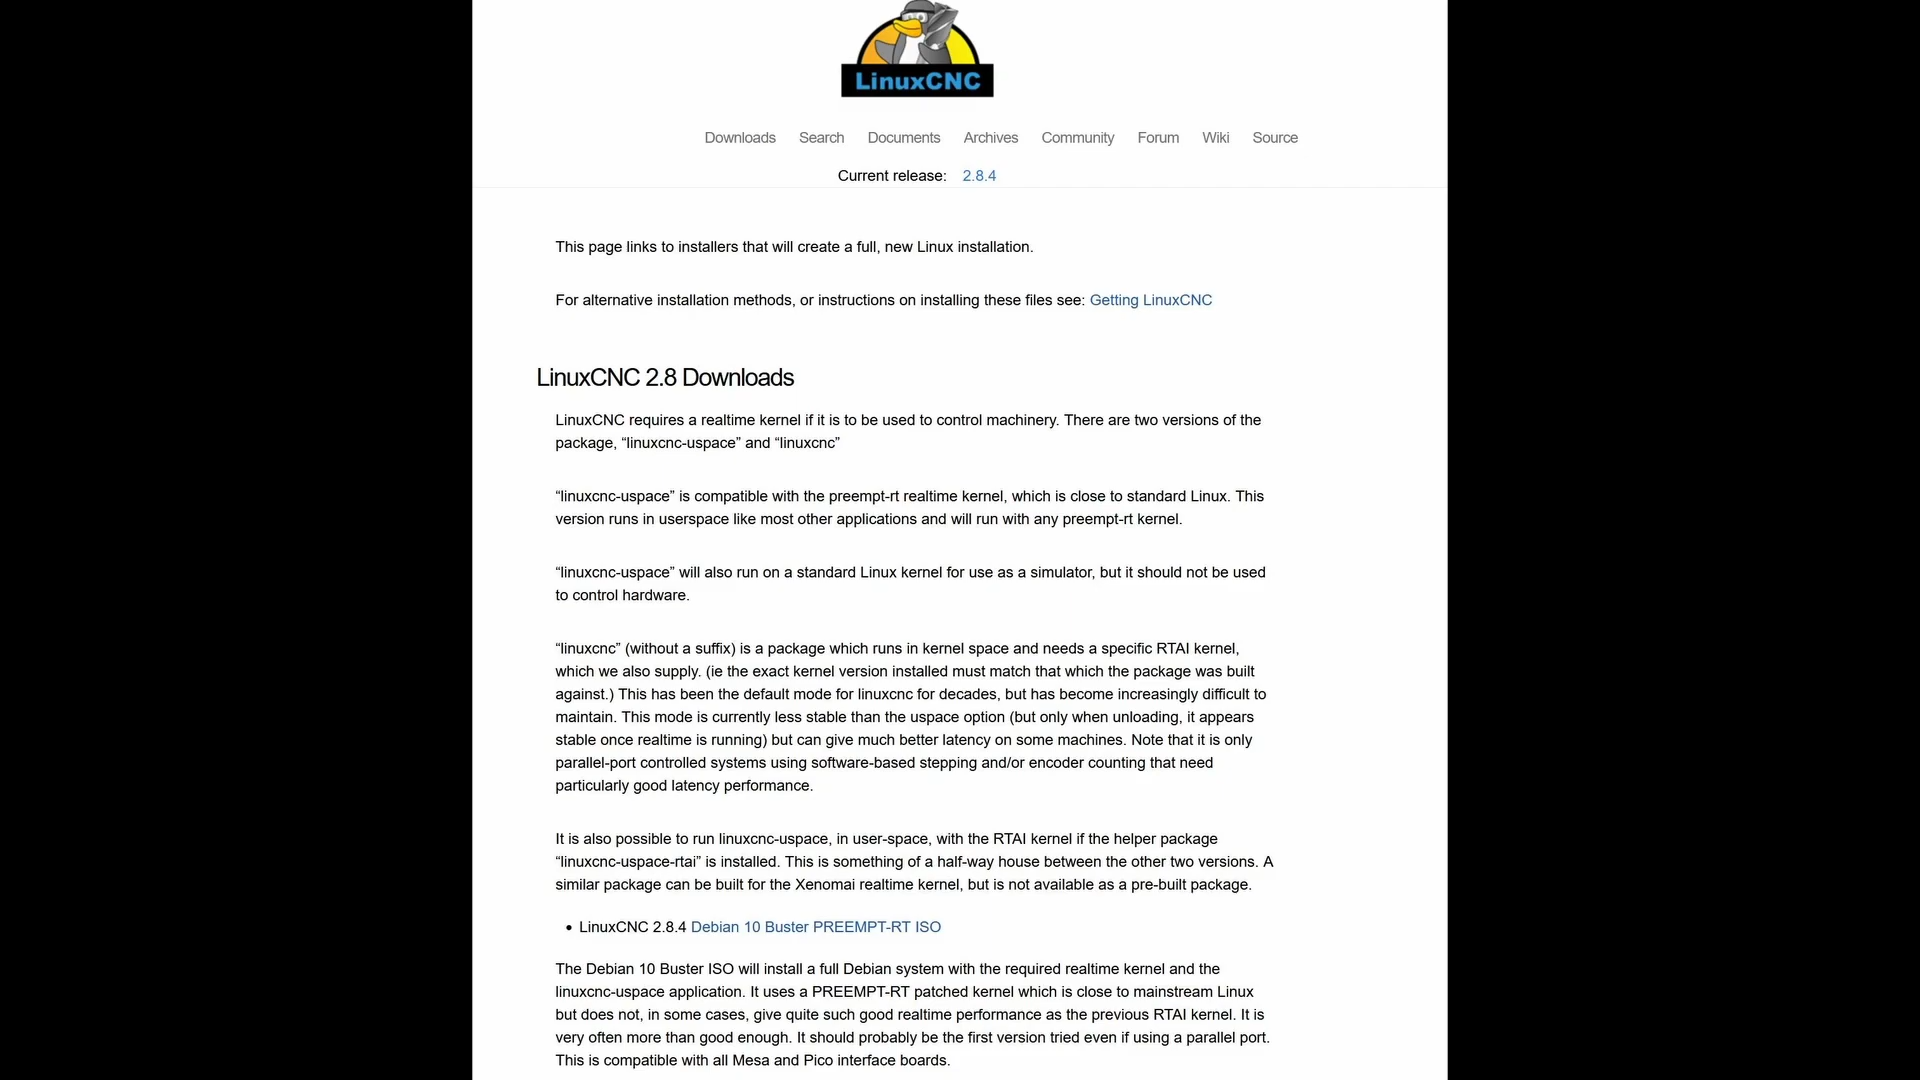 LinuxCNC
Downloads Search Documents Archives Community Forum Wiki Source
Current release: 2.8.4
This page links to installers that will create a full, new Linux installation.
For alternative installation methods, or instructions on installing these files see: Getting LinuxCNC
LinuxCNC 2.8 Downloads
LinuxCNC requires a realtime kernel if it is to be used to control machinery. There are two versions of the
package, “linuxcnc-uspace” and “linuxcnc”
“linuxcnc-uspace” is compatible with the preempt-rt realtime kernel, which is close to standard Linux. This
version runs in userspace like most other applications and will run with any preempt-rt kernel.
“linuxcnc-uspace” will also run on a standard Linux kernel for use as a simulator, but it should not be used
to control hardware.
“linuxcnc” (without a suffix) is a package which runs in kernel space and needs a specific RTAI kernel,
which we also supply. (ie the exact kernel version installed must match that which the package was built
against.) This has been the default mode for linuxcnc for decades, but has become increasingly difficult to
maintain. This mode is currently less stable than the uspace option (but only when unloading, it appears
stable once realtime is running) but can give much better latency on some machines. Note that it is only
parallel-port controlled systems using software-based stepping and/or encoder counting that need
particularly good latency performance.
It is also possible to run linuxcnc-uspace, in user-space, with the RTAI kernel if the helper package
“linuxcnc-uspace-rtai” is installed. This is something of a half-way house between the other two versions. A
similar package can be built for the Xenomai realtime kernel, but is not available as a pre-built package.
• LinuxCNC 2.8.4 Debian 10 Buster PREEMPT-RT ISO
The Debian 10 Buster ISO will install a full Debian system with the required realtime kernel and the
linuxcnc-uspace application. It uses a PREEMPT-RT patched kernel which is close to mainstream Linux
but does not, in some cases, give quite such good realtime performance as the previous RTAI kernel. It is
very often more than good enough. It should probably be the first version tried even if using a parallel port.
This is compatible with all Mesa and Pico interface boards.